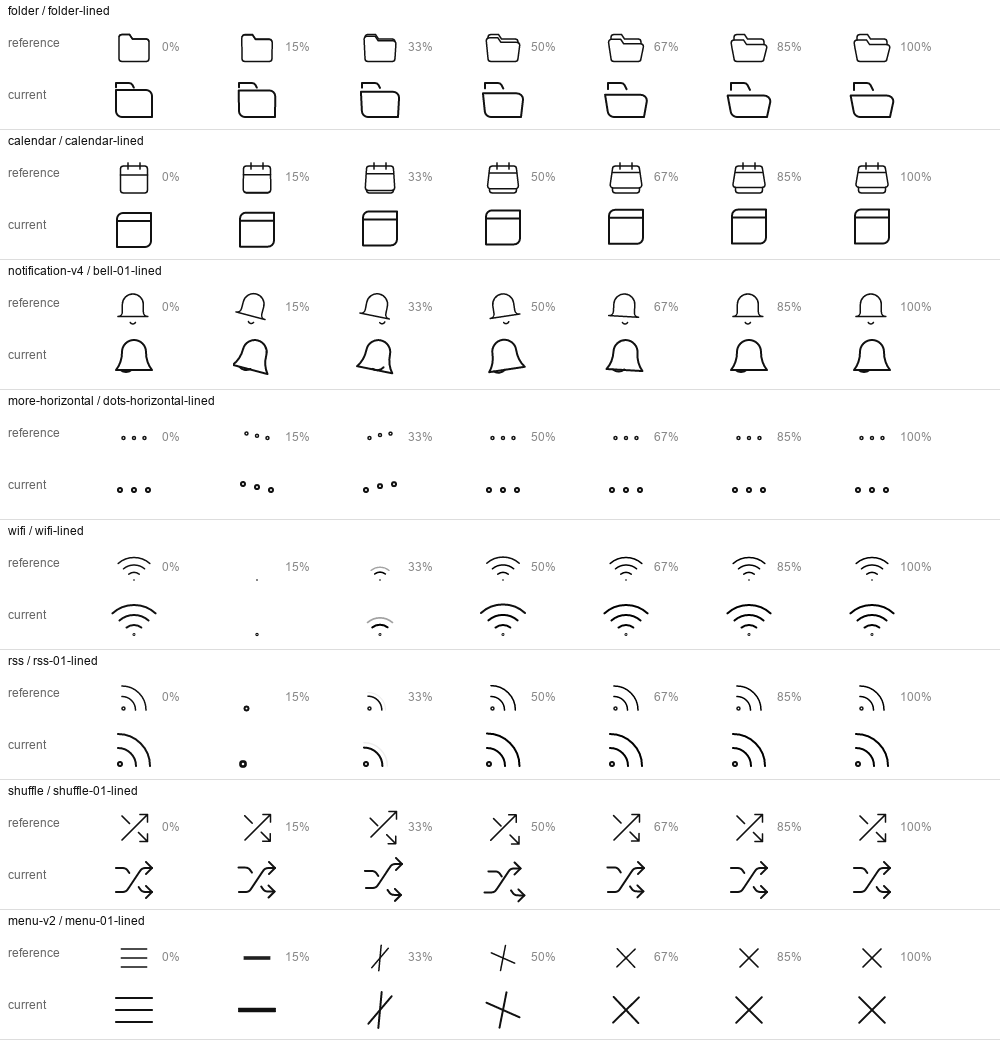 folder / folder-lined
reference 0% 15% 33% 50% 67% 85% 100%
current
calendar / calendar-lined
reference 0% 15% 33% 50% 67% 85% 100%
current
notification-v4 / bell-01-lined
reference 0% 15% 33% 50% 67% 85% 100%
current
more-horizontal / dots-horizontal-lined
reference 0% 15% 33% 50% 67% 85% 100%
current
wifi / wifi-lined
reference 0% 15% 33% 50% 67% 85% 100%
current
rss / rss-01-lined
reference 0% 15% 33% 50% 67% 85% 100%
current
shuffle / shuffle-01-lined
reference 0% 15% 33% 50% 67% 85% 100%
current
menu-v2 / menu-01-lined
reference 0% 15% 33% 50% 67% 85% 100%
current